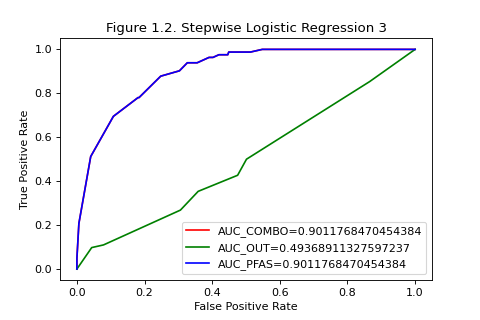 Figure 1.2. Stepwise Logistic Regression 3
True Positive Rate
1.0
0.8
0.6
0.4
0.2
0.0
AUC_COMBO=0.9011768470454384
AUC_OUT=0.49368911327597237
AUC_PFAS=0.9011768470454384
0.0 0.2 0.4 0.6 0.8 1.0
False Positive Rate